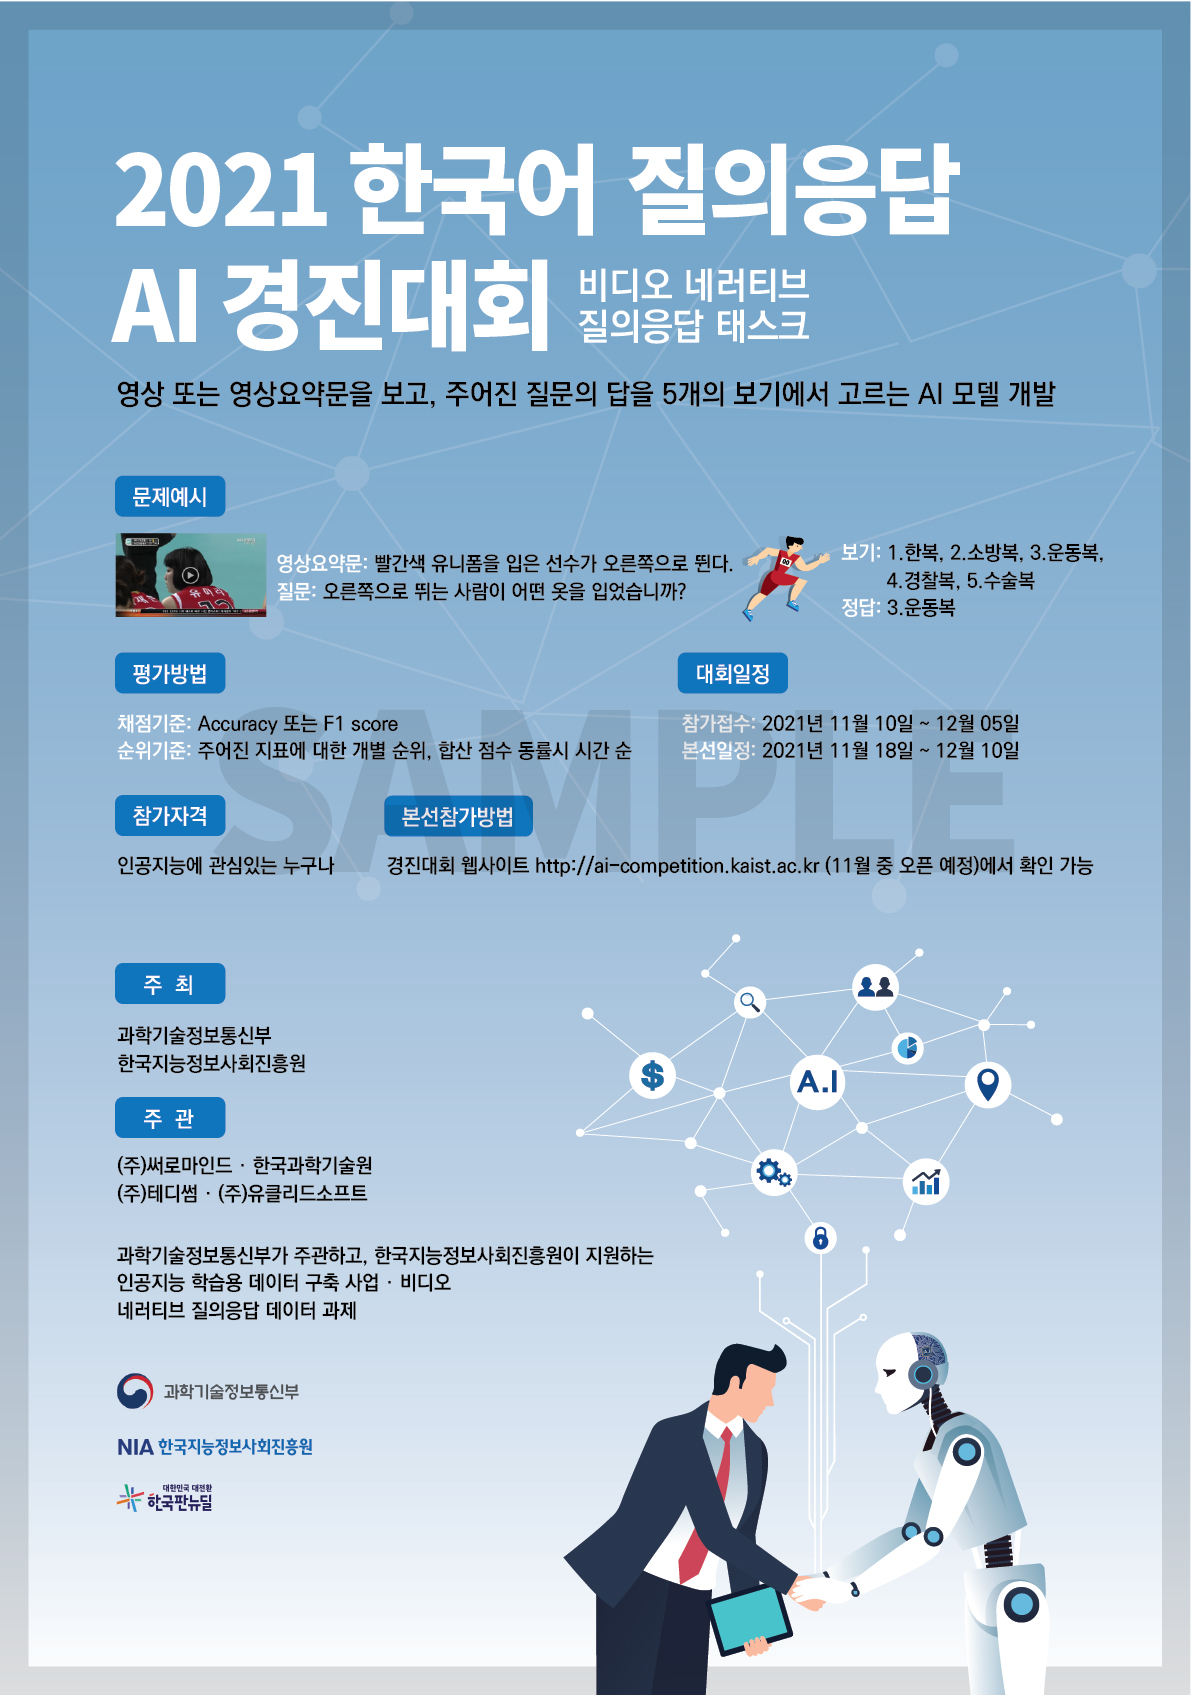 2021 한국어 질의응답
AI 경진대회
비디오 네러티브
질의응답 태스크
영상 또는 영상요약문을 보고, 주어진 질문의 답을 5개의 보기에서 고르는 AI 모델 개발
문제예시
유미라
영상요약문: 빨간색 유니폼을 입은 선수가 오른쪽으로 뛴다.
질문: 오른쪽으로 뛰는 사람이 어떤 옷을 입었습니까?
00
보기: 1.한복, 2.소방복, 3.운동복,
4.경찰복, 5.수술복
정답: 3.운동복
평가방법
채점기준: Accuracy 또는 F1 score
순위기준: 주어진 지표에 대한 개별 순위, 합산 점수 동률시 시간 순
대회일정
참가접수: 2021년 11월 10일 ~ 12월 05일
본선일정: 2021년 11월 18일 ~ 12월 10일
SAMPLE
참가자격
인공지능에 관심있는 누구나
본선참가방법
경진대회 웹사이트 http://ai-competition.kaist.ac.kr (11월 중 오픈 예정)에서 확인 가능
주 최
과학기술정보통신부
한국지능정보사회진흥원
주 관
(주)써로마인드 · 한국과학기술원
(주)테디썸 · (주)유클리드소프트
과학기술정보통신부가 주관하고, 한국지능정보사회진흥원이 지원하는
인공지능 학습용 데이터 구축 사업 · 비디오
네러티브 질의응답 데이터 과제
$
A.I
과학기술정보통신부
NIA 한국지능정보사회진흥원
대한민국 대전환
한국판뉴딜